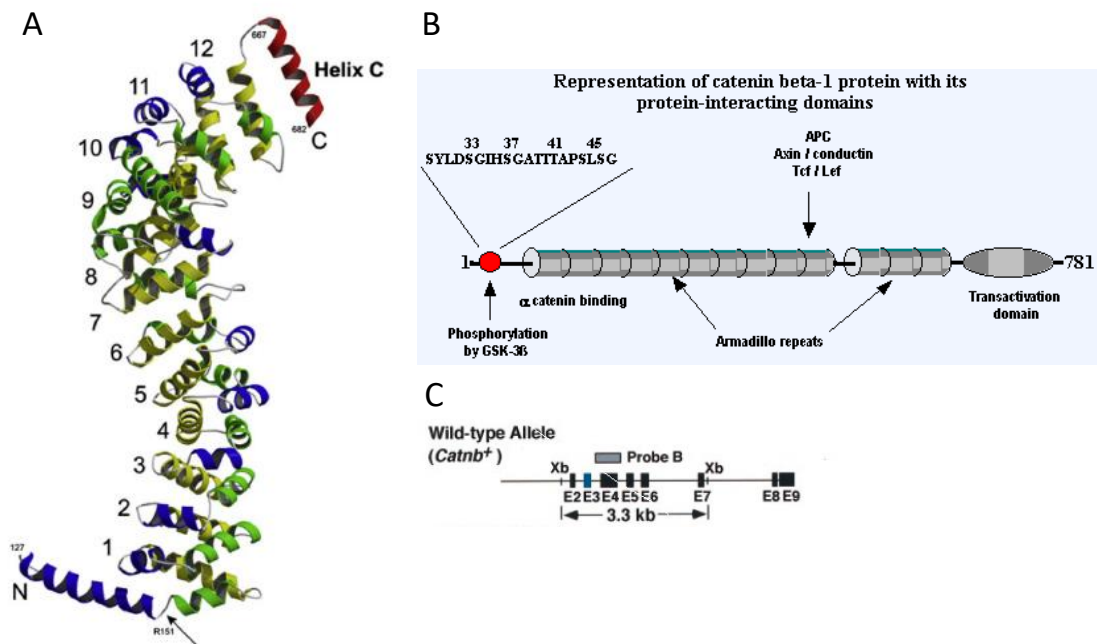 A
12
667
Helix C
11
682
C
10
9
8
7
6
5
4
3
2
1
127
N
R151
B
Representation of catenin beta-1 protein with its
protein-interacting domains
33 37 41 45
SYLDSGIHSGATTTAPSLSG
APC
Axin / conductin
Tcf / Lef
1
781
α catenin binding
Phosphorylation
by GSK-3ß
Armadillo repeats
Transactivation
domain
C
Wild-type Allele
(Catnb+)
Probe B
Xb Xb
E2 E3 E4 E5 E6 E7 E8 E9
3.3 kb